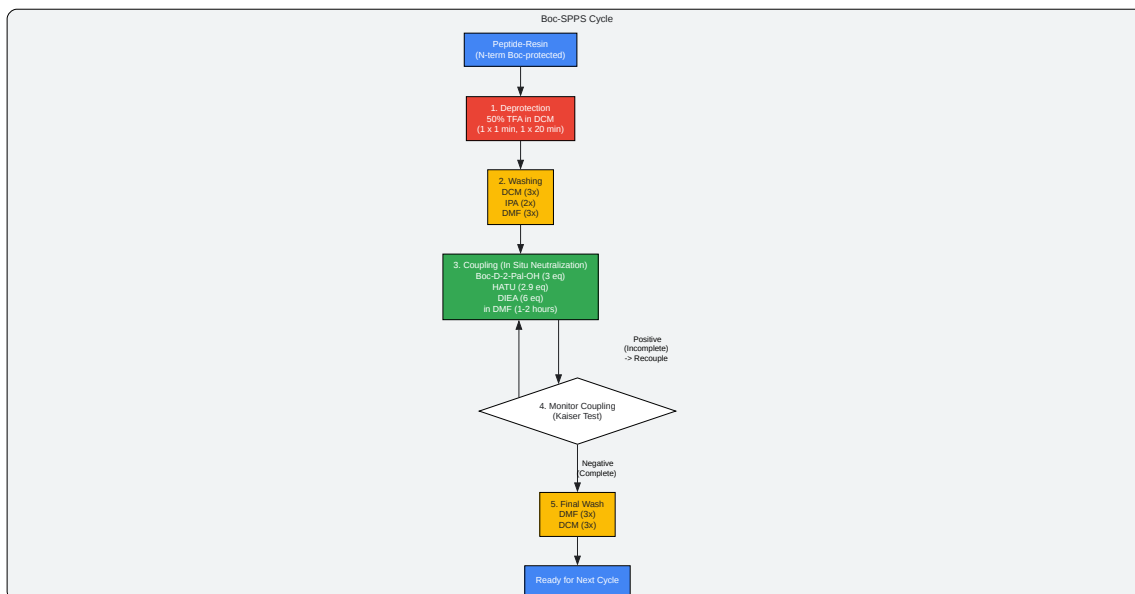 Boc-SPPS Cycle
Peptide-Resin
(N-term Boc-protected)
1. Deprotection
50% TFA in DCM
(1 x 1 min, 1 x 20 min)
2. Washing
DCM (3x)
IPA (2x)
DMF (3x)
3. Coupling (In Situ Neutralization)
Boc-D-2-Pal-OH (3 eq)
HATU (2.9 eq)
DIEA (6 eq)
in DMF (1-2 hours)
Positive
(Incomplete)
-> Recouple
4. Monitor Coupling
(Kaiser Test)
Negative
(Complete)
5. Final Wash
DMF (3x)
DCM (3x)
Ready for Next Cycle